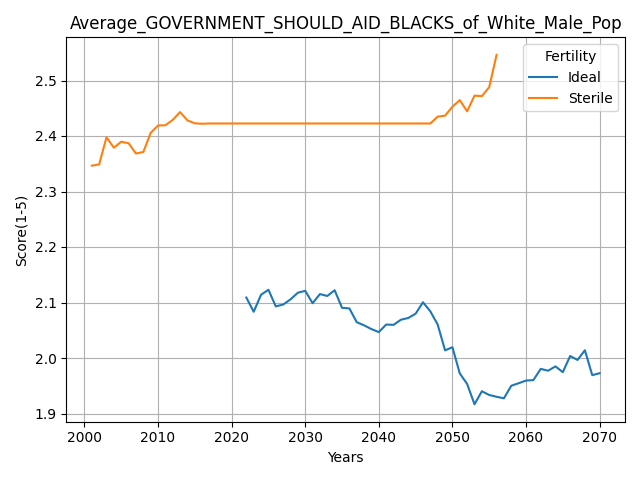 Average_GOVERNMENT_SHOULD_AID_BLACKS_of_White_Male_Pop
Fertility
Ideal
Sterile
Score(1-5)
2.5
2.4
2.3
2.2
2.1
2.0
1.9
2000 2010 2020 2030 2040 2050 2060 2070
Years